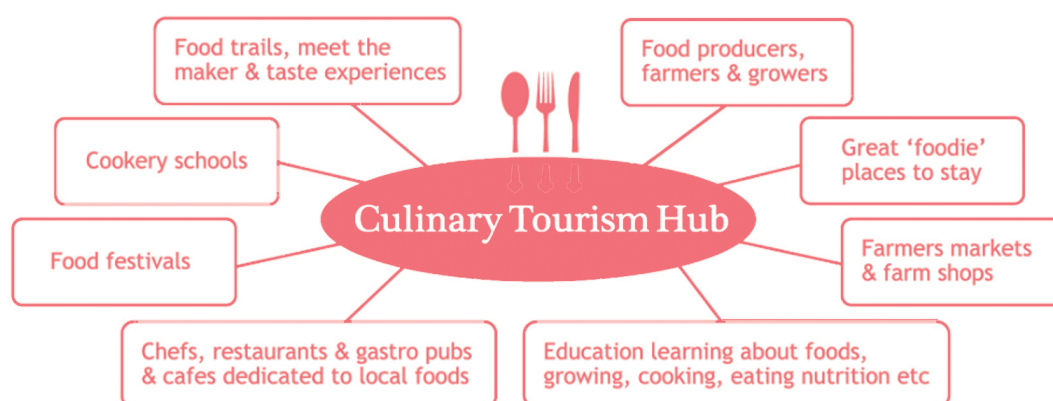 Food trails, meet the
maker & taste experiences
Food producers,
farmers & growers
Cookery schools
Great ‘foodie’
places to stay
Culinary Tourism Hub
Food festivals
Farmers markets
& farm shops
Chefs, restaurants & gastro pubs
& cafes dedicated to local foods
Education learning about foods,
growing, cooking, eating nutrition etc